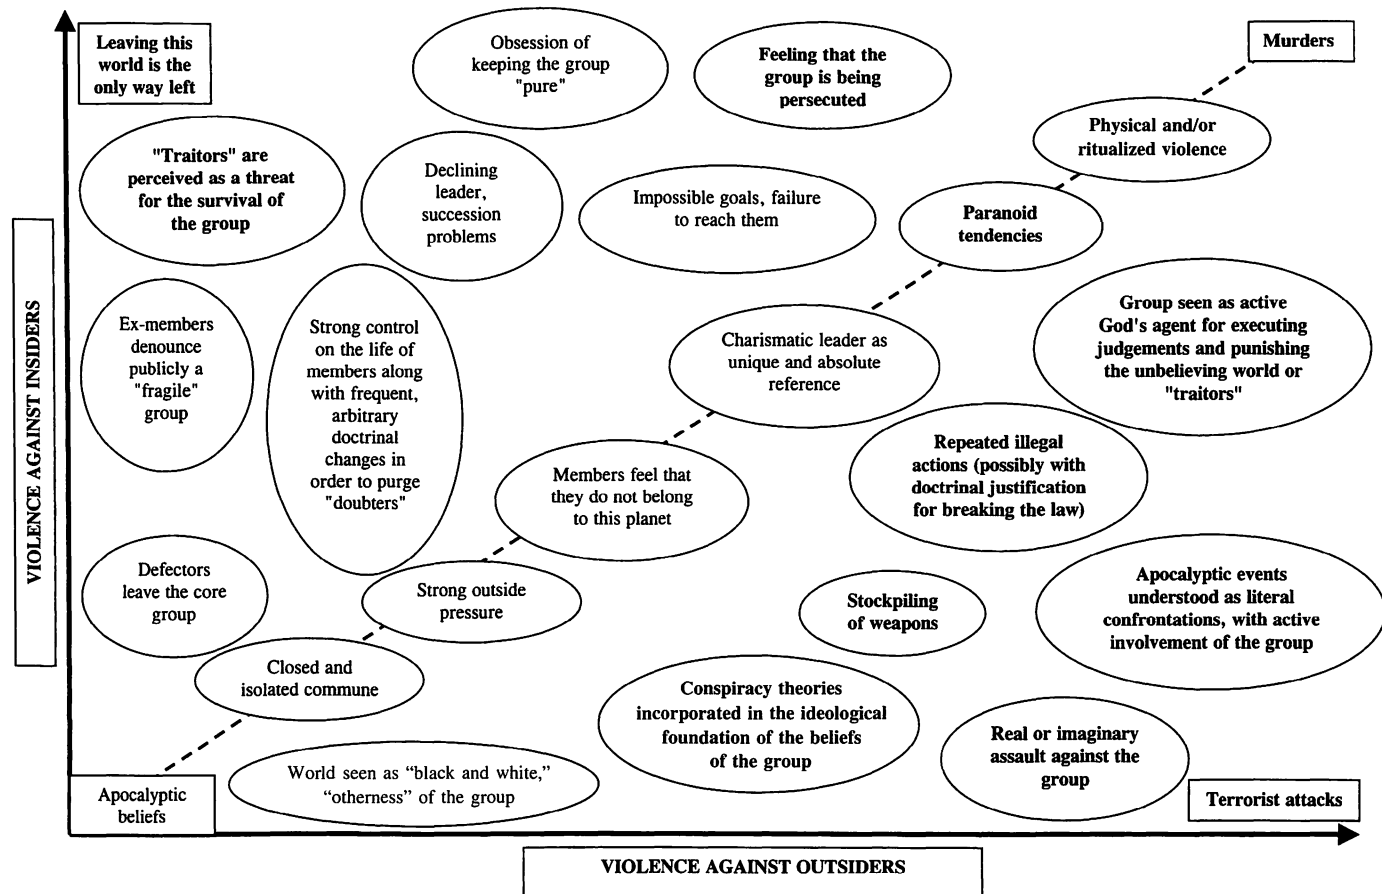 Leaving this
world is the
only way left
Obsession of
keeping the group
"pure"
Feeling that the
group is being
persecuted
Murders
Physical and/or
ritualized violence
"Traitors" are
perceived as a threat
for the survival of
the group
Declining
leader,
succession
problems
Impossible goals, failure
to reach them
Paranoid
tendencies
VIOLENCE AGAINST INSIDERS
Ex-members
denounce
publicly a
"fragile"
group
Strong control
on the life of
members along
with frequent,
arbitrary
doctrinal
changes in
order to purge
"doubters"
Charismatic leader as
unique and absolute
reference
Group seen as active
God's agent for executing
judgements and punishing
the unbelieving world or
"traitors"
Members feel that
they do not belong
to this planet
Repeated illegal
actions (possibly with
doctrinal justification
for breaking the law)
Defectors
leave the core
group
Strong outside
pressure
Stockpiling
of weapons
Apocalyptic events
understood as literal
confrontations, with active
involvement of the group
Closed and
isolated commune
Conspiracy theories
incorporated in the ideological
foundation of the beliefs
of the group
Real or imaginary
assault against the
group
Apocalyptic
beliefs
World seen as “black and white,”
“otherness” of the group
Terrorist attacks
VIOLENCE AGAINST OUTSIDERS